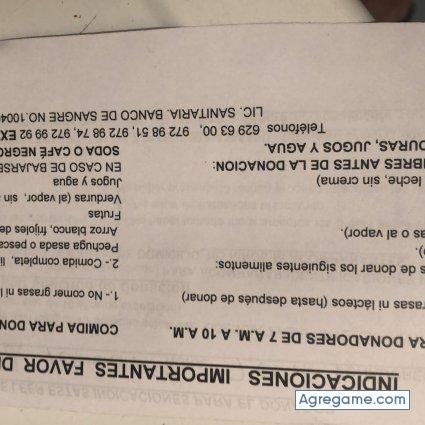 INDICACIONES IMPORTANTES FAVOR DE
RA DONADORES DE 7 A.M. A 10 A.M.
rasas ni lácteos (hasta después de donar
s de donar los siguientes alimentos:
).
as o al vapor).
leche, sin crema)
BRES ANTES DE LA DONACION:
DURAS, JUGOS Y AGUA.
COMIDA PARA DON
1.- No comer grasas ni l
2.- Comida completa, li
Pechuga asada o pesca
Arroz blanco, frijoles, de
Frutas
Verduras (al vapor, sin
Jugos y agua
EN CASO DE BAJARSE
SODA O CAFÉ NEGRO
Teléfonos 629 63 00, 972 98 51, 972 98 74, 972 99 92 EX
LIC. SANITARIA. BANCO DE SANGRE NO.1004
Agregame.com